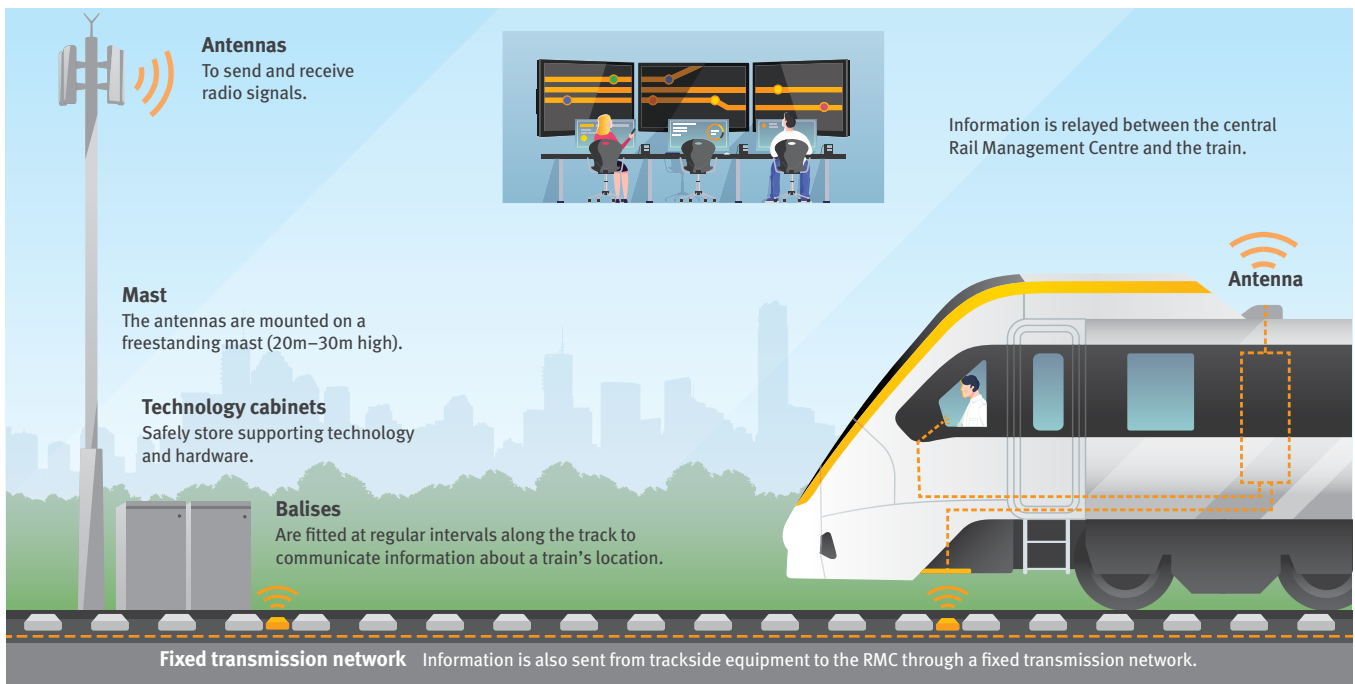 Antennas
To send and receive
radio signals.
Information is relayed between the central
Rail Management Centre and the train.
Antenna
Mast
The antennas are mounted on a
freestanding mast (20m–30m high).
Technology cabinets
Safely store supporting technology
and hardware.
Balises
Are fitted at regular intervals along the track to
communicate information about a train’s location.
Fixed transmission network Information is also sent from trackside equipment to the RMC through a fixed transmission network.